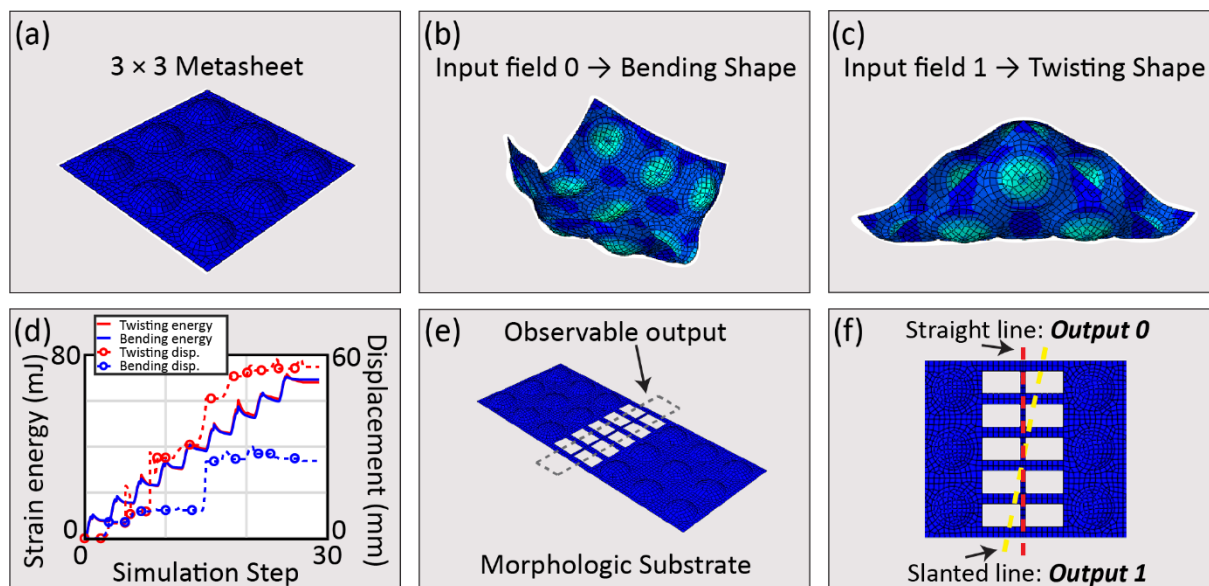 (a)
3 × 3 Metasheet
(b)
Input field 0 → Bending Shape
(c)
Input field 1 → Twisting Shape
(d)
Twisting energy
Bending energy
Twisting disp.
Bending disp.
80
0
Strain energy (mJ)
60
0
Displacement (mm)
0
30
Simulation Step
(e)
Observable output
Morphologic Substrate
(f)
Straight line: Output 0
Slanted line: Output 1